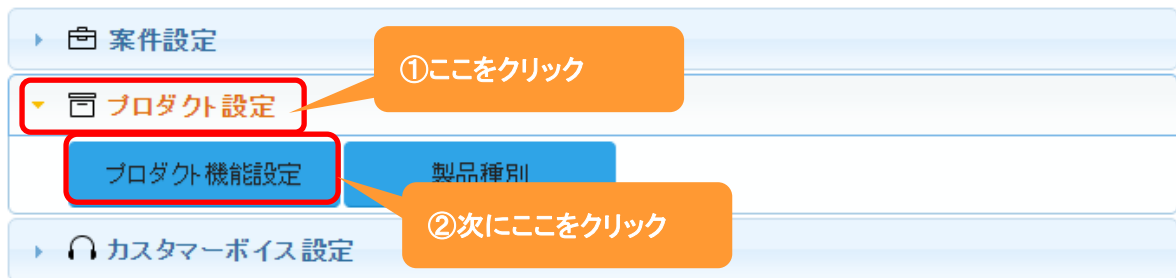 案件設定
①ここをクリック
プロダクト設定
プロダクト機能設定
製品種別
②次にここをクリック
カスタマーボイス設定